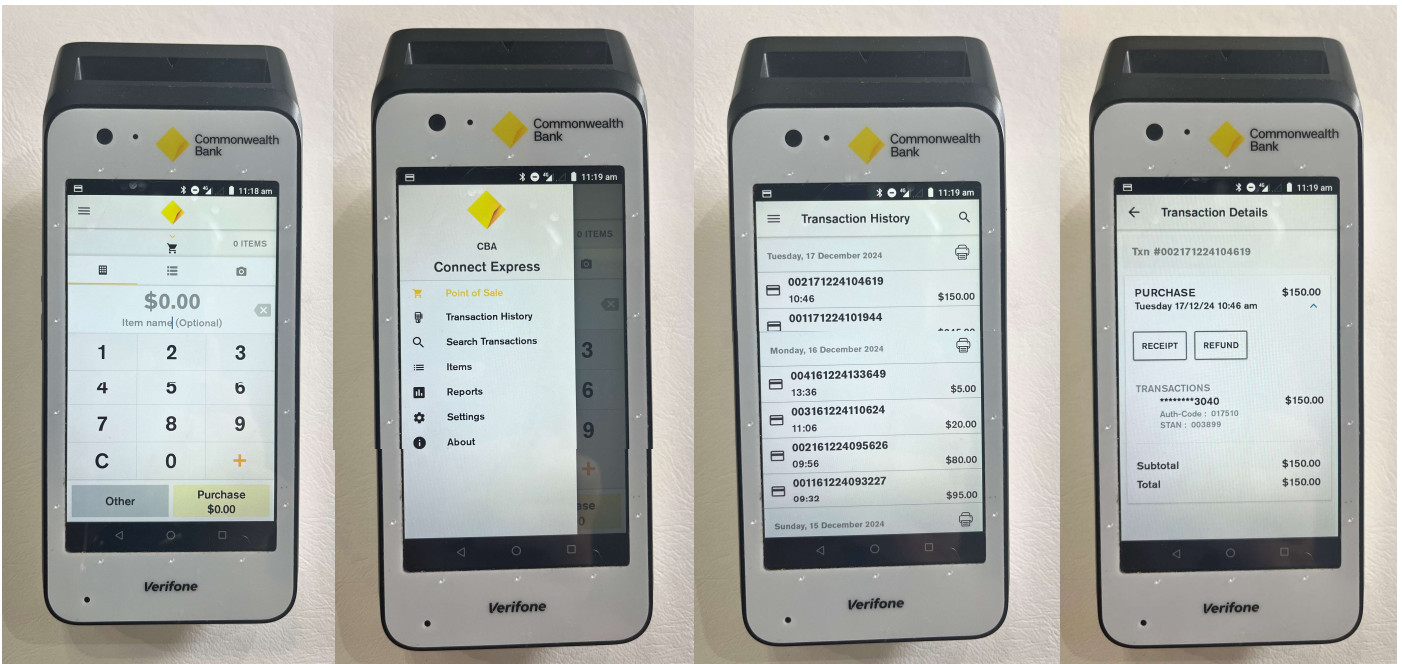 Commonwealth
Bank
11:18 am
0 ITEMS
$0.00
Item name (Optional)
1 2 3
4 5 6
7 8 9
C 0 +
Other
Purchase
$0.00
Verifone
Commonwealth
Bank
4G
11:19 am
CBA
Connect Express
0 ITEMS
Point of Sale
Transaction History
Search Transactions
Items
Reports
Settings
About
3
6
9
+
Verifone
Commonwealth
Bank
11:19 am
Transaction History
Tuesday, 17 December 2024
002171224104619
10:46 $150.00
001171224101944
Monday, 16 December 2024
004161224133649
13:36 $5.00
003161224110624
11:06 $20.00
002161224095626
09:56 $80.00
001161224093227
09:32 $95.00
Sunday, 15 December 2024
Verifone
Commonwealth
Bank
11:19 am
Transaction Details
Txn #002171224104619
PURCHASE $150.00
Tuesday 17/12/24 10:46 am
RECEIPT REFUND
TRANSACTIONS
********3040 $150.00
Auth-Code : 017510
STAN : 003899
Subtotal $150.00
Total $150.00
Verifone